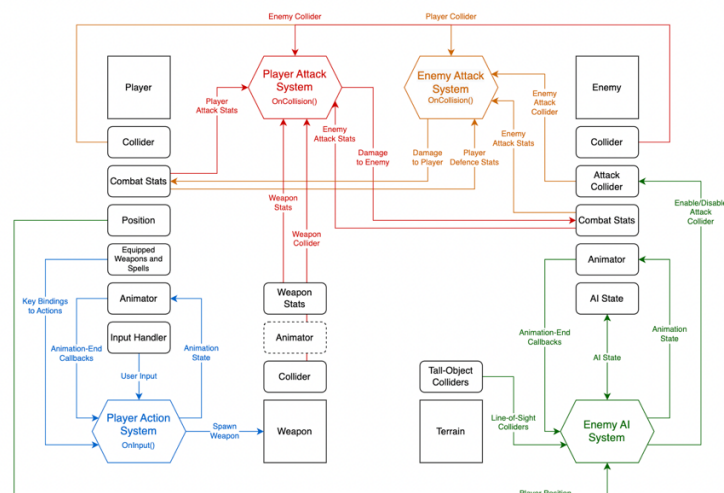 Enemy Collider
Player Collider
Player
Player Attack
System
OnCollision()
Enemy Attack
System
OnCollision()
Enemy
Player
Attack Stats
Enemy
Attack
Collider
Collider
Enemy
Attack Stats
Damage
to Enemy
Damage
to Player
Player
Defence Stats
Enemy
Attack Stats
Collider
Combat Stats
Attack
Collider
Weapon
Stats
Position
Combat Stats
Enable/Disable
Attack
Collider
Weapon
Collider
Equipped
Weapons and
Spells
Animator
Key Bindings
to Actions
Animator
Weapon
Stats
AI State
Input Handler
Animator
Animation-End
Callbacks
Animation
State
Animation-End
Callbacks
AI State
Animation
State
User Input
Collider
Tall-Object
Colliders
Player Action
System
OnInput()
Spawn
Weapon
Weapon
Terrain
Line-of-Sight
Colliders
Enemy AI
System
Player Position